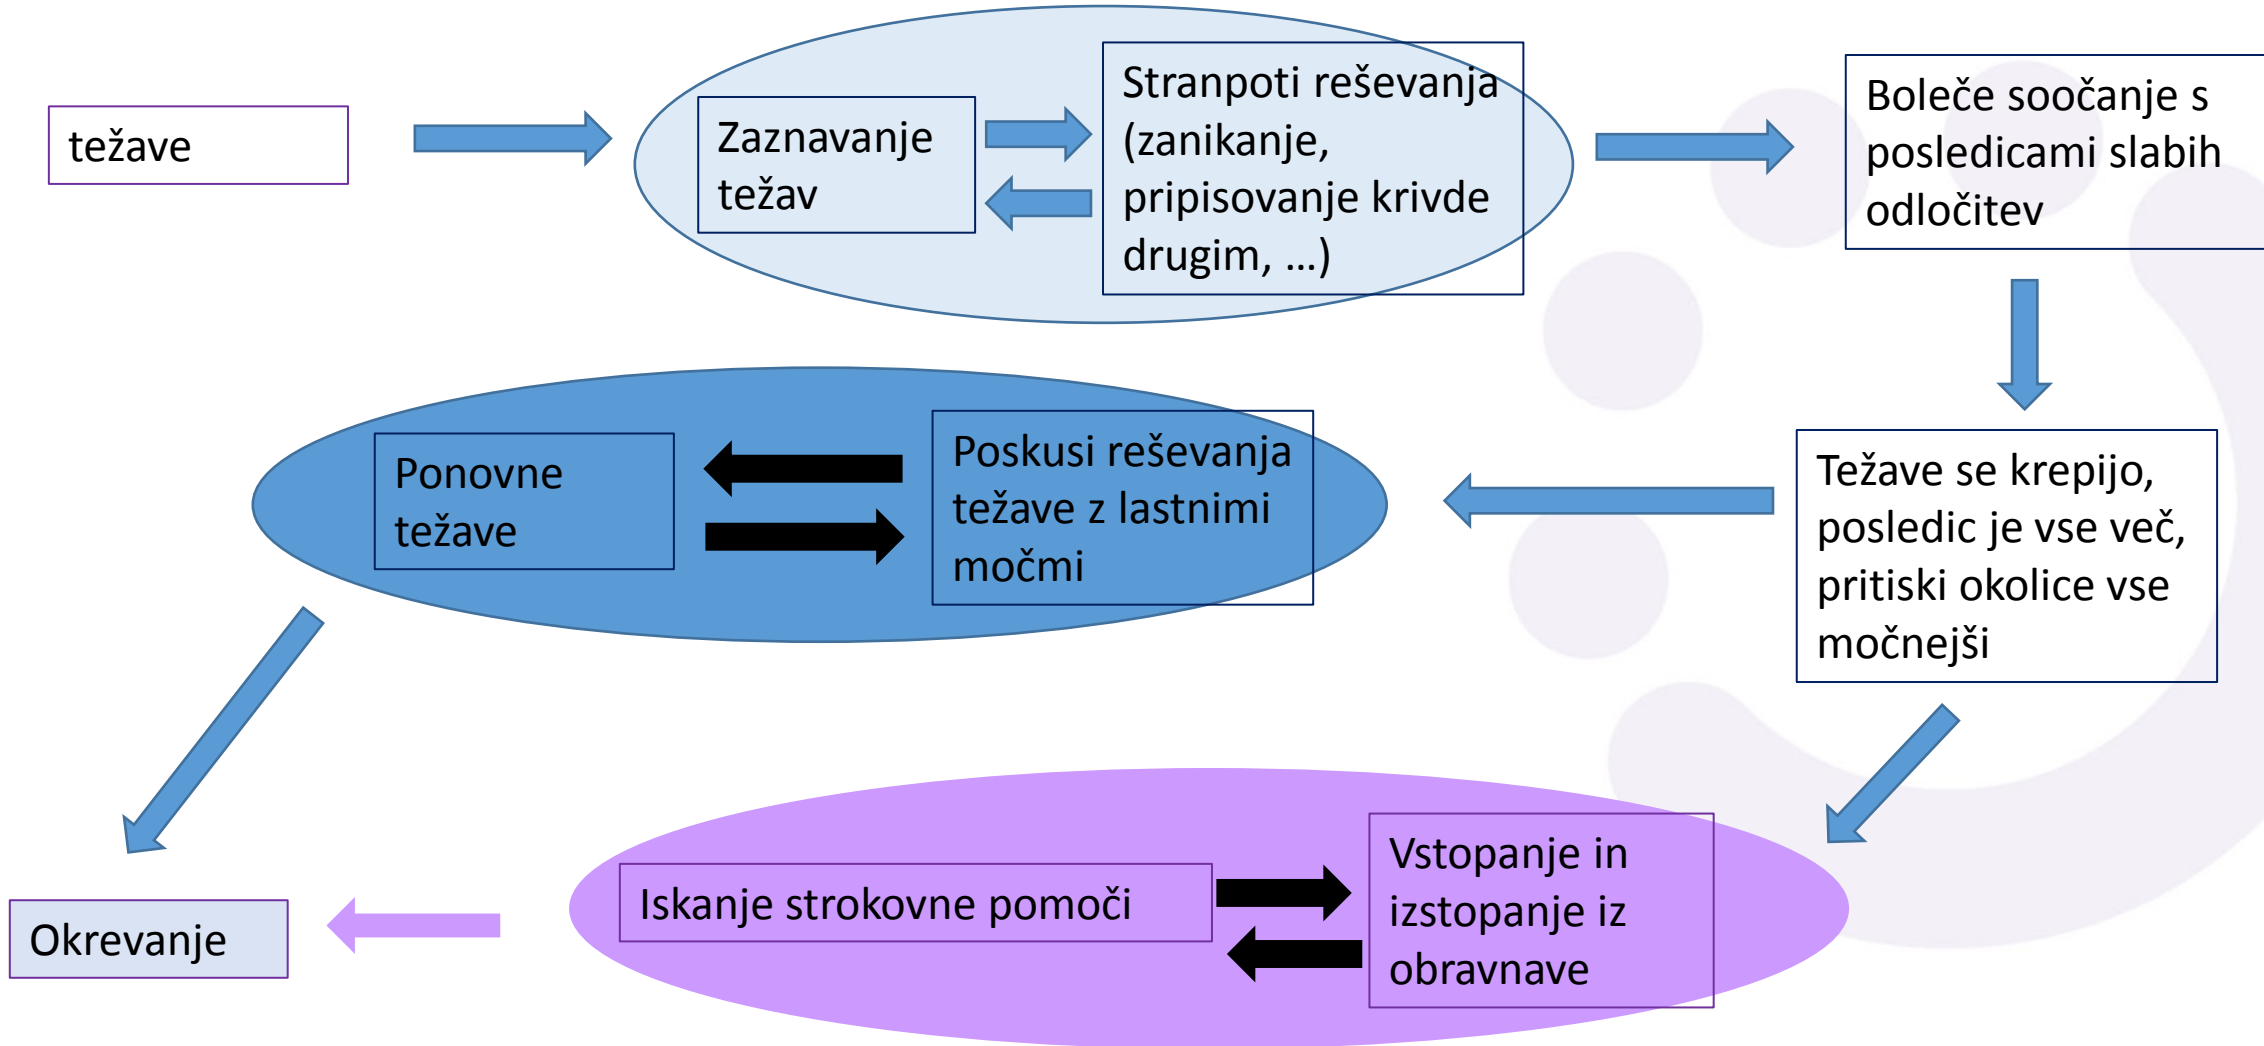 težave
Zaznavanje
težav
Stranpoti reševanja
(zanikanje,
pripisovanje krivde
drugim, ...)
Boleče soočanje s
posledicami slabih
odločitev
Ponovne
težave
Poskusi reševanja
težave z lastnimi
močmi
Težave se krepijo,
posledic je vse več,
pritiski okolice vse
močnejši
Okrevanje
Iskanje strokovne pomoči
Vstopanje in
izstopanje iz
obravnave